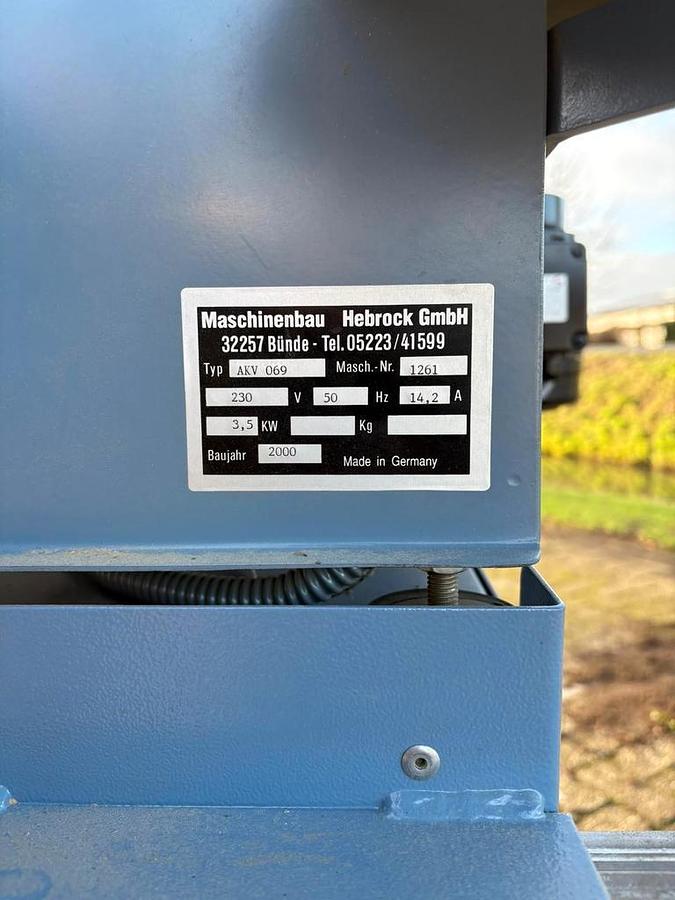 Maschinenbau Hebrock GmbH
32257 Bünde - Tel. 05223/41599
Typ AKV 069 Masch.-Nr. 1261
230 V 50 Hz 14,2 A
3,5 KW Kg
Baujahr 2000 Made in Germany